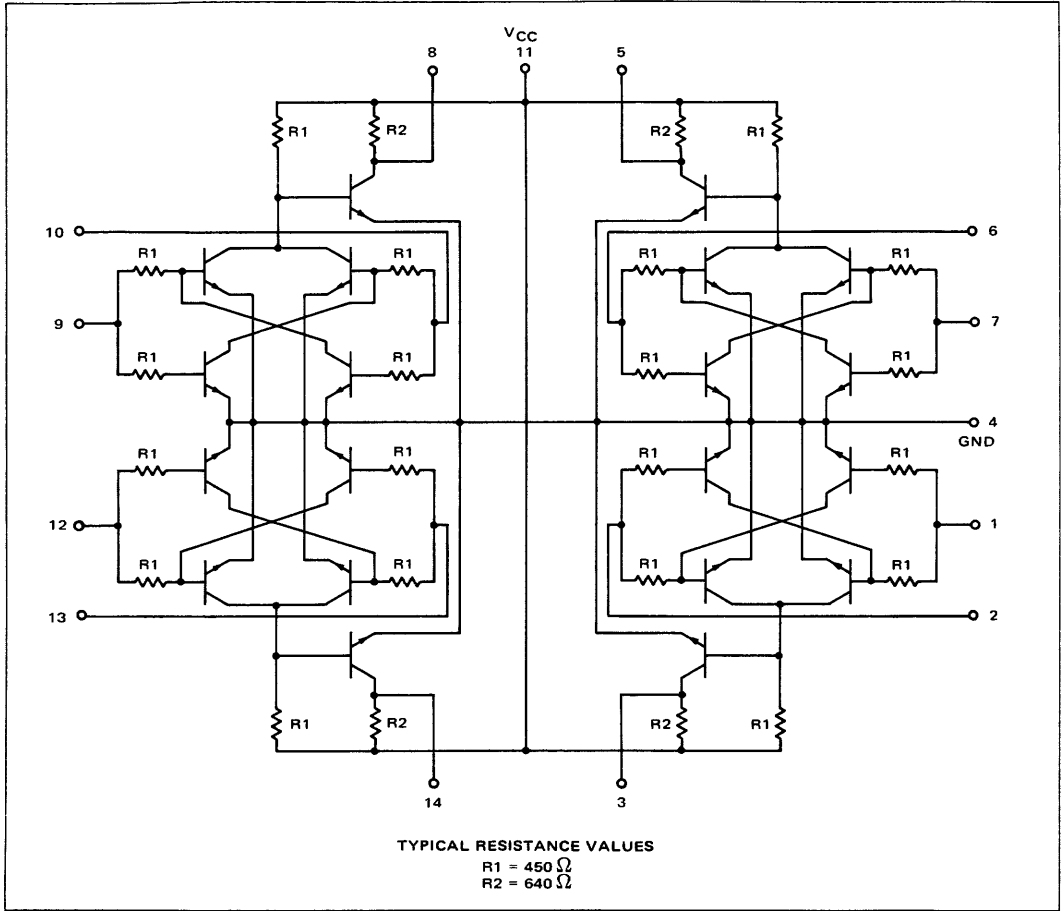 VCC
8 11 5
R1 R2 R2 R1
10 6
R1 R1 R1 R1
9 7
R1 R1 R1 R1
4
GND
R1 R1 R1 R1
12 1
R1 R1 R1 R1
13 2
R1 R2 R2 R1
14 3
TYPICAL RESISTANCE VALUES
R1 = 450 Ω
R2 = 640 Ω